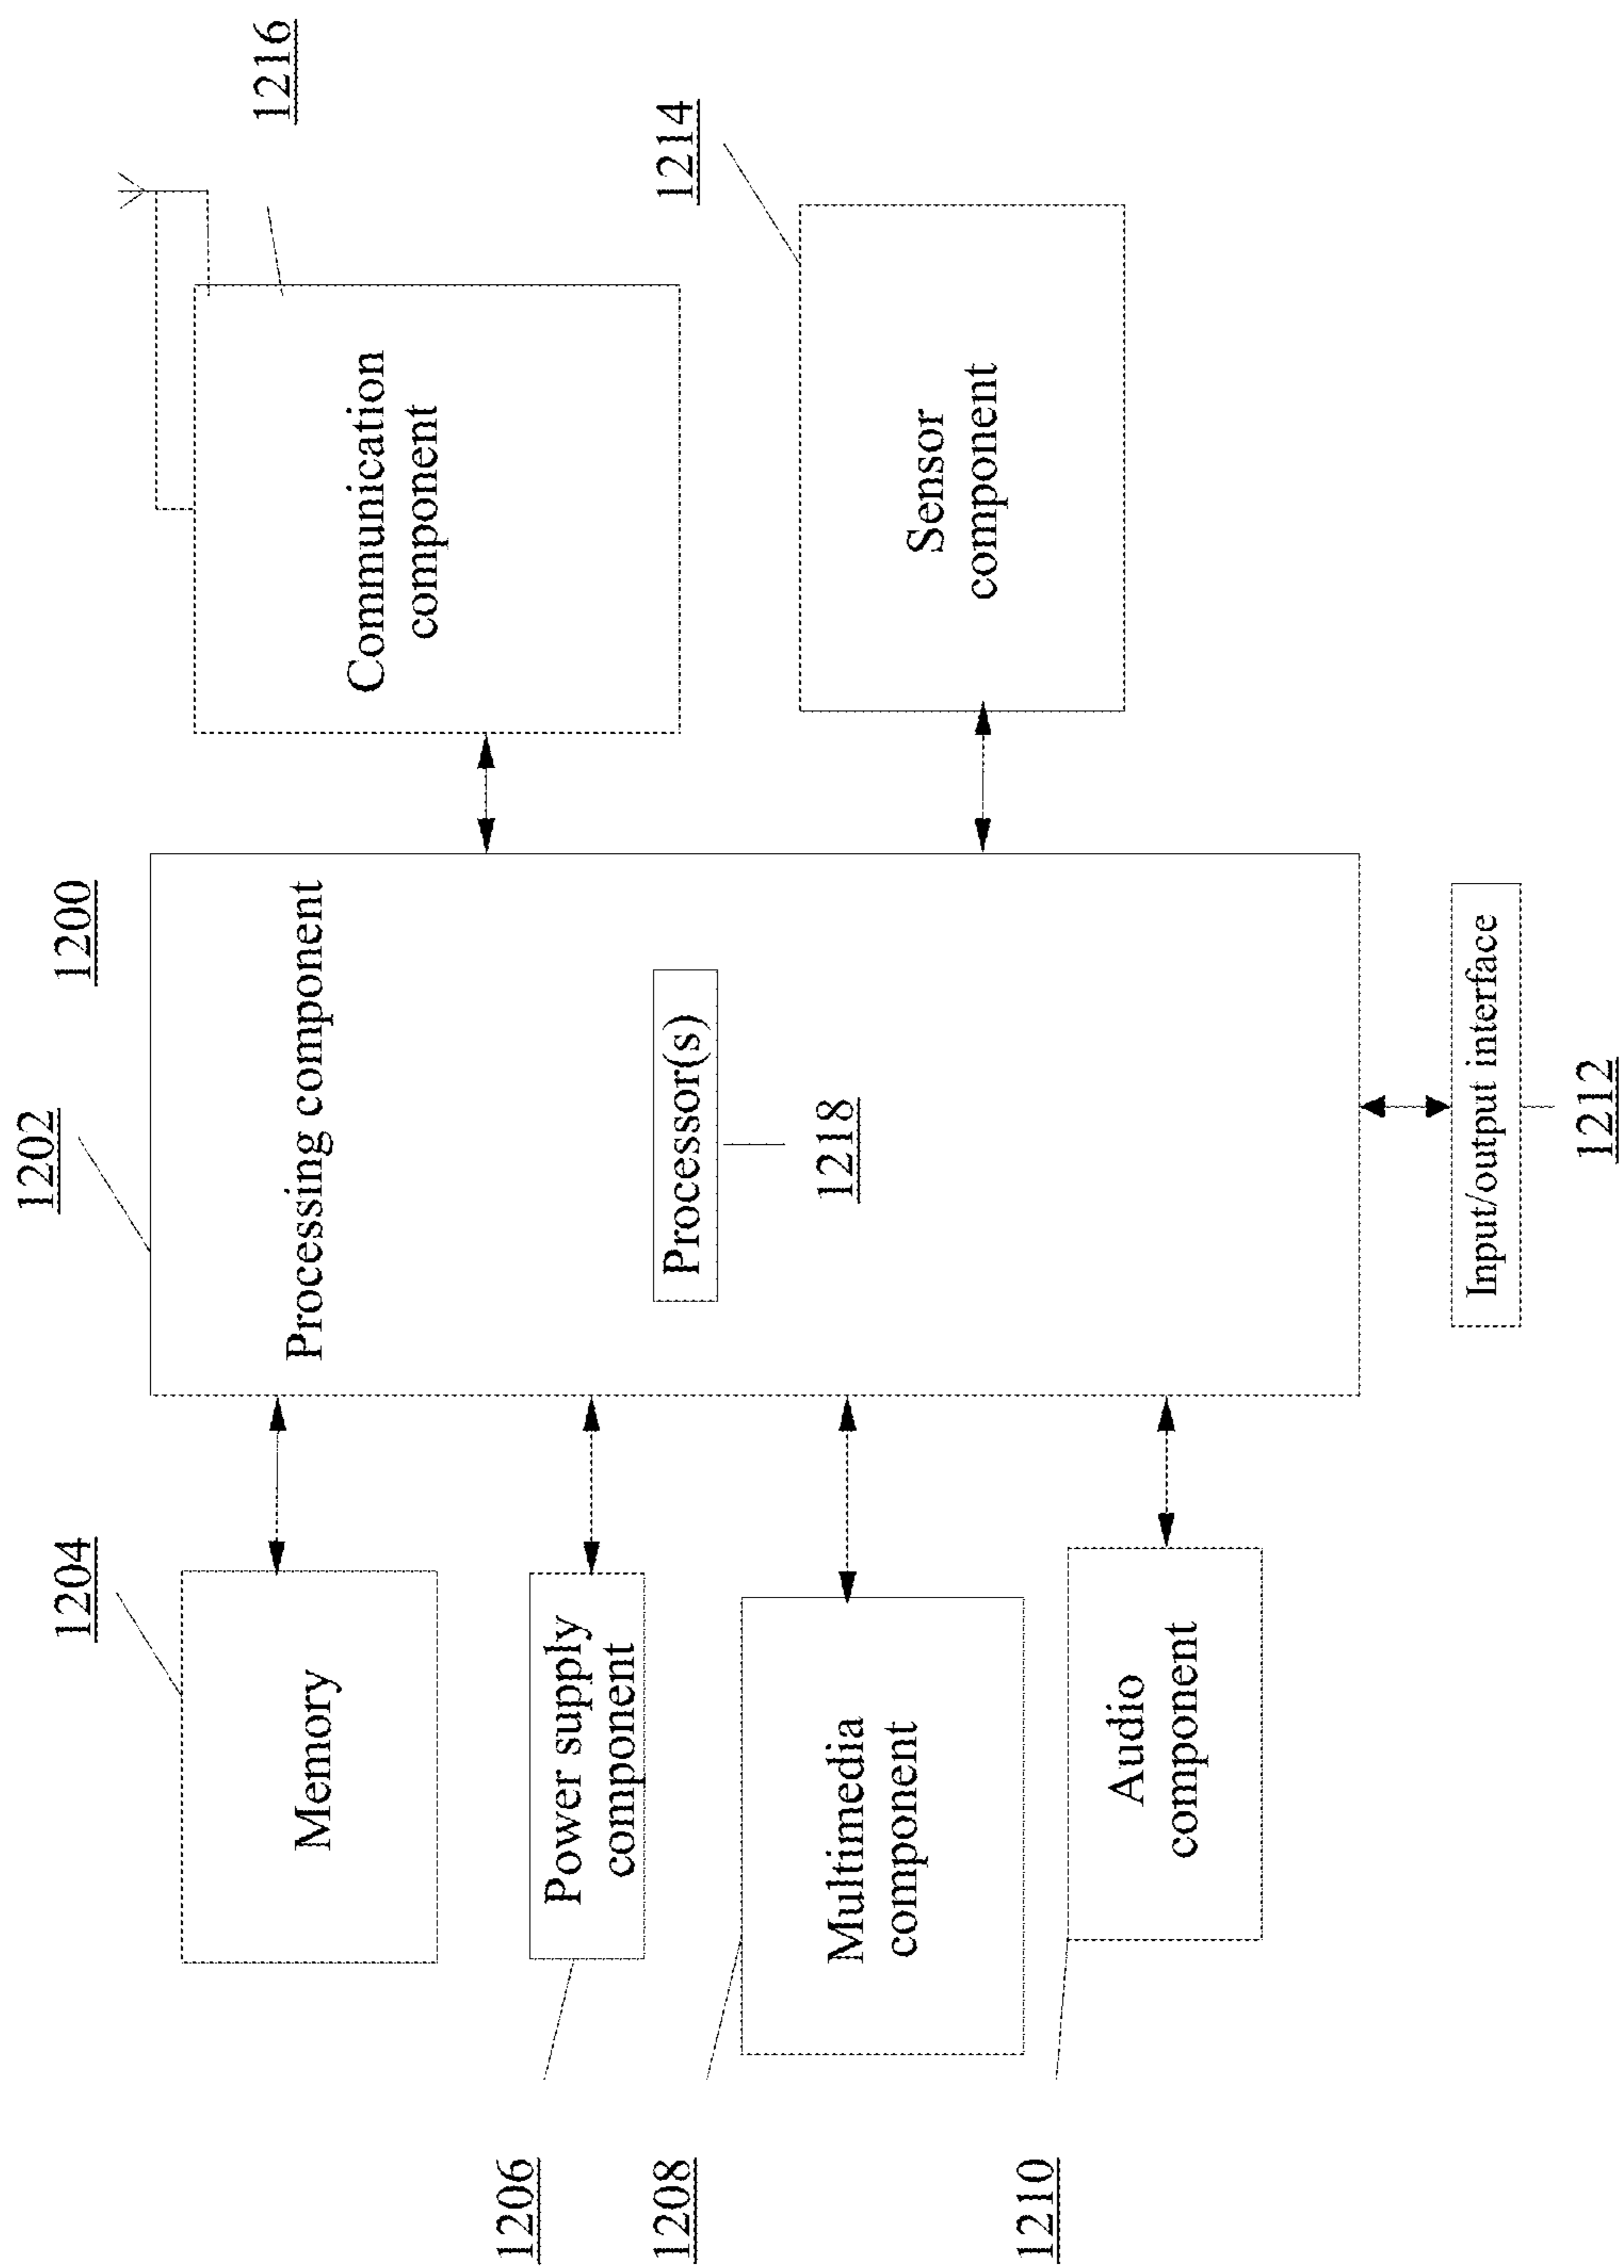 1200
1202
1204
1216
Processing component
Memory
Communication
component
Power supply
component
1206
Processor(s)
1218
1214
Multimedia
component
1208
Sensor
component
Audio
component
1210
Input/output interface
1212